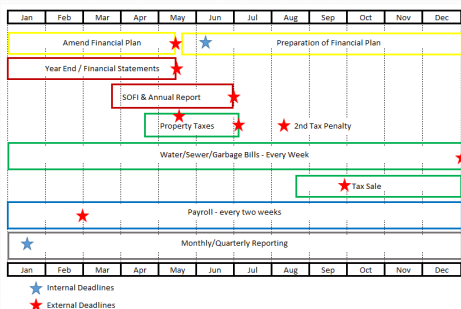 Jan Feb Mar Apr May Jun Jul Aug Sep Oct Nov Dec
Amend Financial Plan Preparation of Financial Plan
Year End / Financial Statements
SOFI & Annual Report
Property Taxes 2nd Tax Penalty
Water/Sewer/Garbage Bills - Every Week
Tax Sale
Payroll - every two weeks
Monthly/Quarterly Reporting
Jan Feb Mar Apr May Jun Jul Aug Sep Oct Nov Dec
Internal Deadlines
External Deadlines